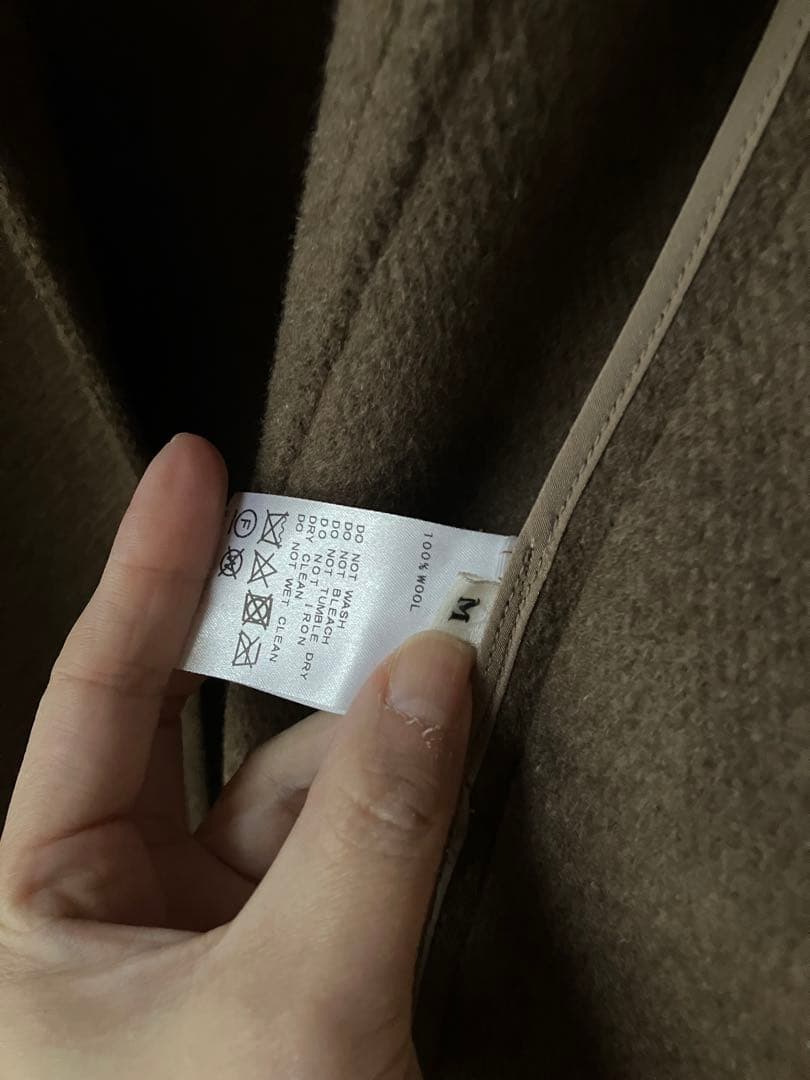 M
100% WOOL
DO NOT WASH
DO NOT BLEACH
DO NOT TUMBLE DRY
DO NOT IRON
DRY CLEAN
DO NOT WET CLEAN
F W